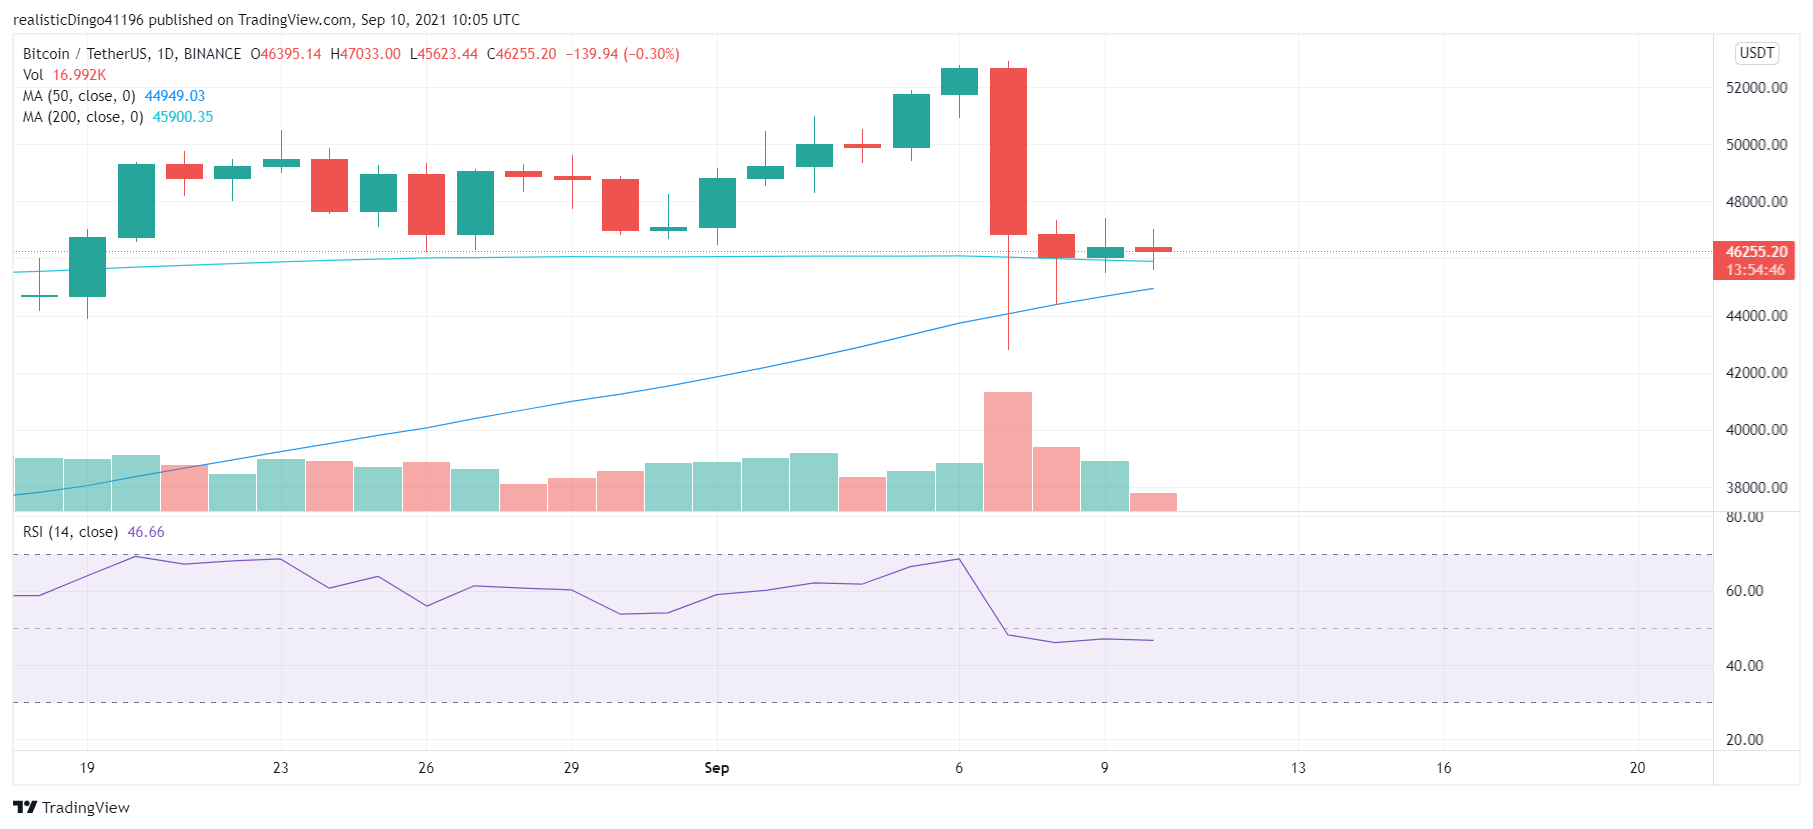 realisticDingo41196 published on TradingView.com, Sep 10, 2021 10:05 UTC
Bitcoin / TetherUS, 1D, BINANCE O46395.14 H47033.00 L45623.44 C46255.20 −139.94 (−0.30%)
USDT
Vol 16.992K
MA (50, close, 0) 44949.03
MA (200, close, 0) 45900.35
52000.00
50000.00
48000.00
46255.20
13:54:46
44000.00
42000.00
40000.00
38000.00
80.00
RSI (14, close) 46.66
60.00
40.00
20.00
19 23 26 29 Sep 6 9 13 16 20
TradingView